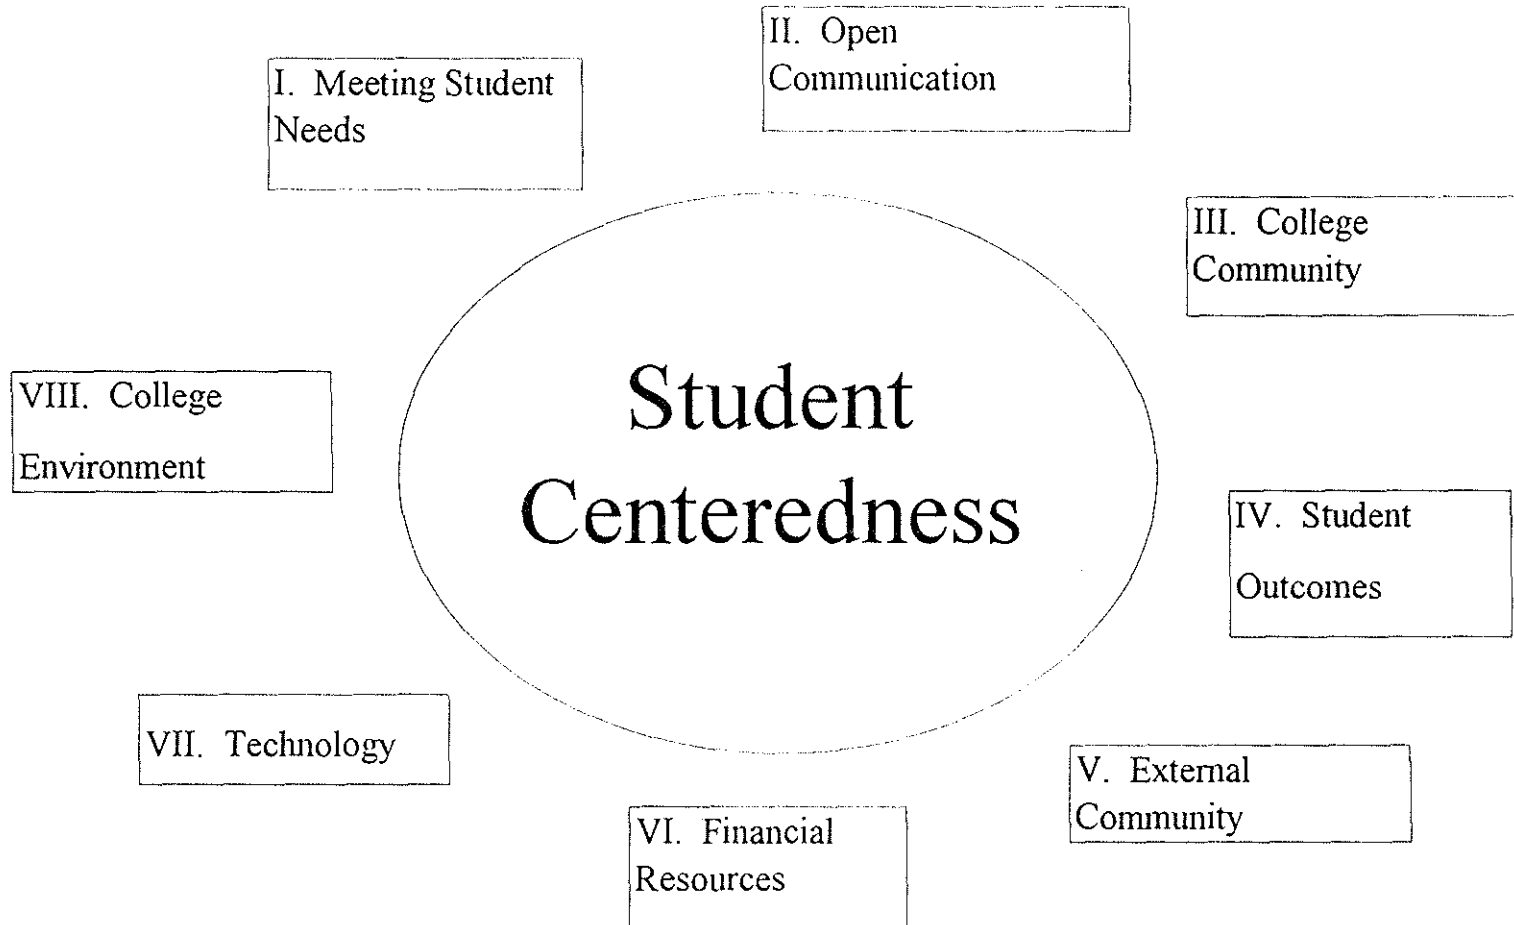 I. Meeting Student
Needs
II. Open
Communication
III. College
Community
Student
Centeredness
IV. Student
Outcomes
V. External
Community
VI. Financial
Resources
VII. Technology
VIII. College
Environment